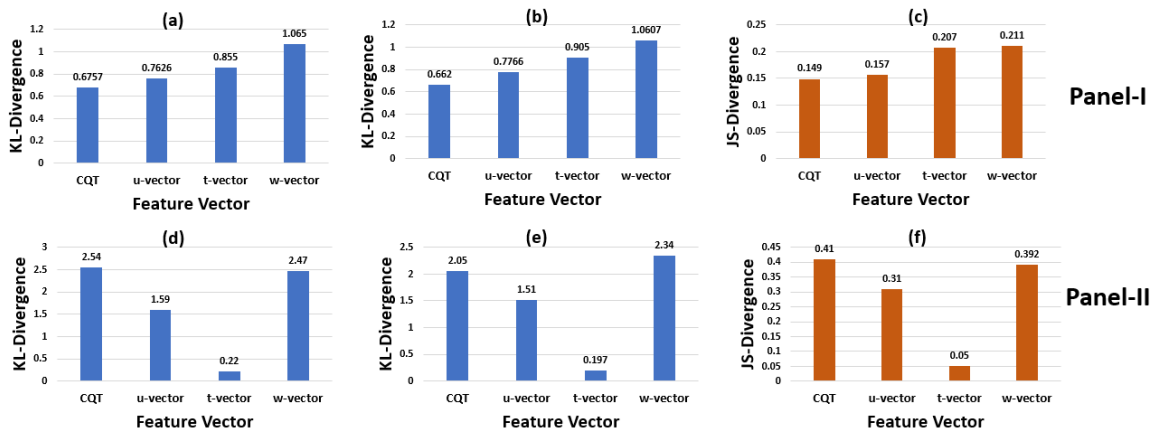 (a)
KL-Divergence
1.2
1
0.8
0.6
0.4
0.2
0
0.6757
0.7626
0.855
1.065
CQT u-vector t-vector w-vector
Feature Vector
(b)
KL-Divergence
1.2
1
0.8
0.6
0.4
0.2
0
0.662
0.7766
0.905
1.0607
CQT u-vector t-vector w-vector
Feature Vector
(c)
JS-Divergence
0.25
0.2
0.15
0.1
0.05
0
0.149
0.157
0.207
0.211
CQT u-vector t-vector w-vector
Feature Vector
Panel-I
(d)
KL-Divergence
3
2.5
2
1.5
1
0.5
0
2.54
1.59
0.22
2.47
CQT u-vector t-vector w-vector
Feature Vector
(e)
KL-Divergence
2.5
2
1.5
1
0.5
0
2.05
1.51
0.197
2.34
CQT u-vector t-vector w-vector
Feature Vector
(f)
JS-Divergence
0.45
0.4
0.35
0.3
0.25
0.2
0.15
0.1
0.05
0
0.41
0.31
0.05
0.392
CQT u-vector t-vector w-vector
Feature Vector
Panel-II